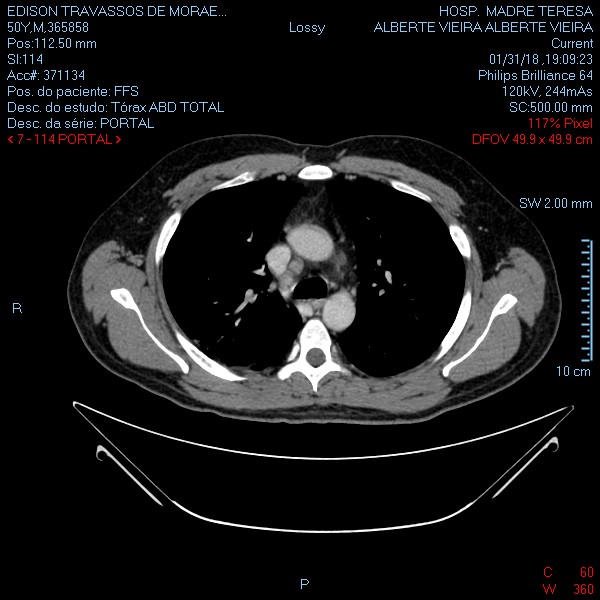 EDISON TRAVASSOS DE MORAE...
50Y,M,365858
Pos:112.50 mm
SI:114
Acc#: 371134
Pos. do paciente: FFS
Desc. do estudo: Tórax ABD TOTAL
Desc. da série: PORTAL
< 7 - 114 PORTAL >
Lossy
HOSP. MADRE TERESA
ALBERTE VIEIRA ALBERTE VIEIRA
Current
01/31/18 ,19:09:23
Philips Brilliance 64
120kV, 244mAs
SC:500.00 mm
117% Pixel
DFOV 49.9 x 49.9 cm
SW 2.00 mm
R
10 cm
P
C 60
W 360